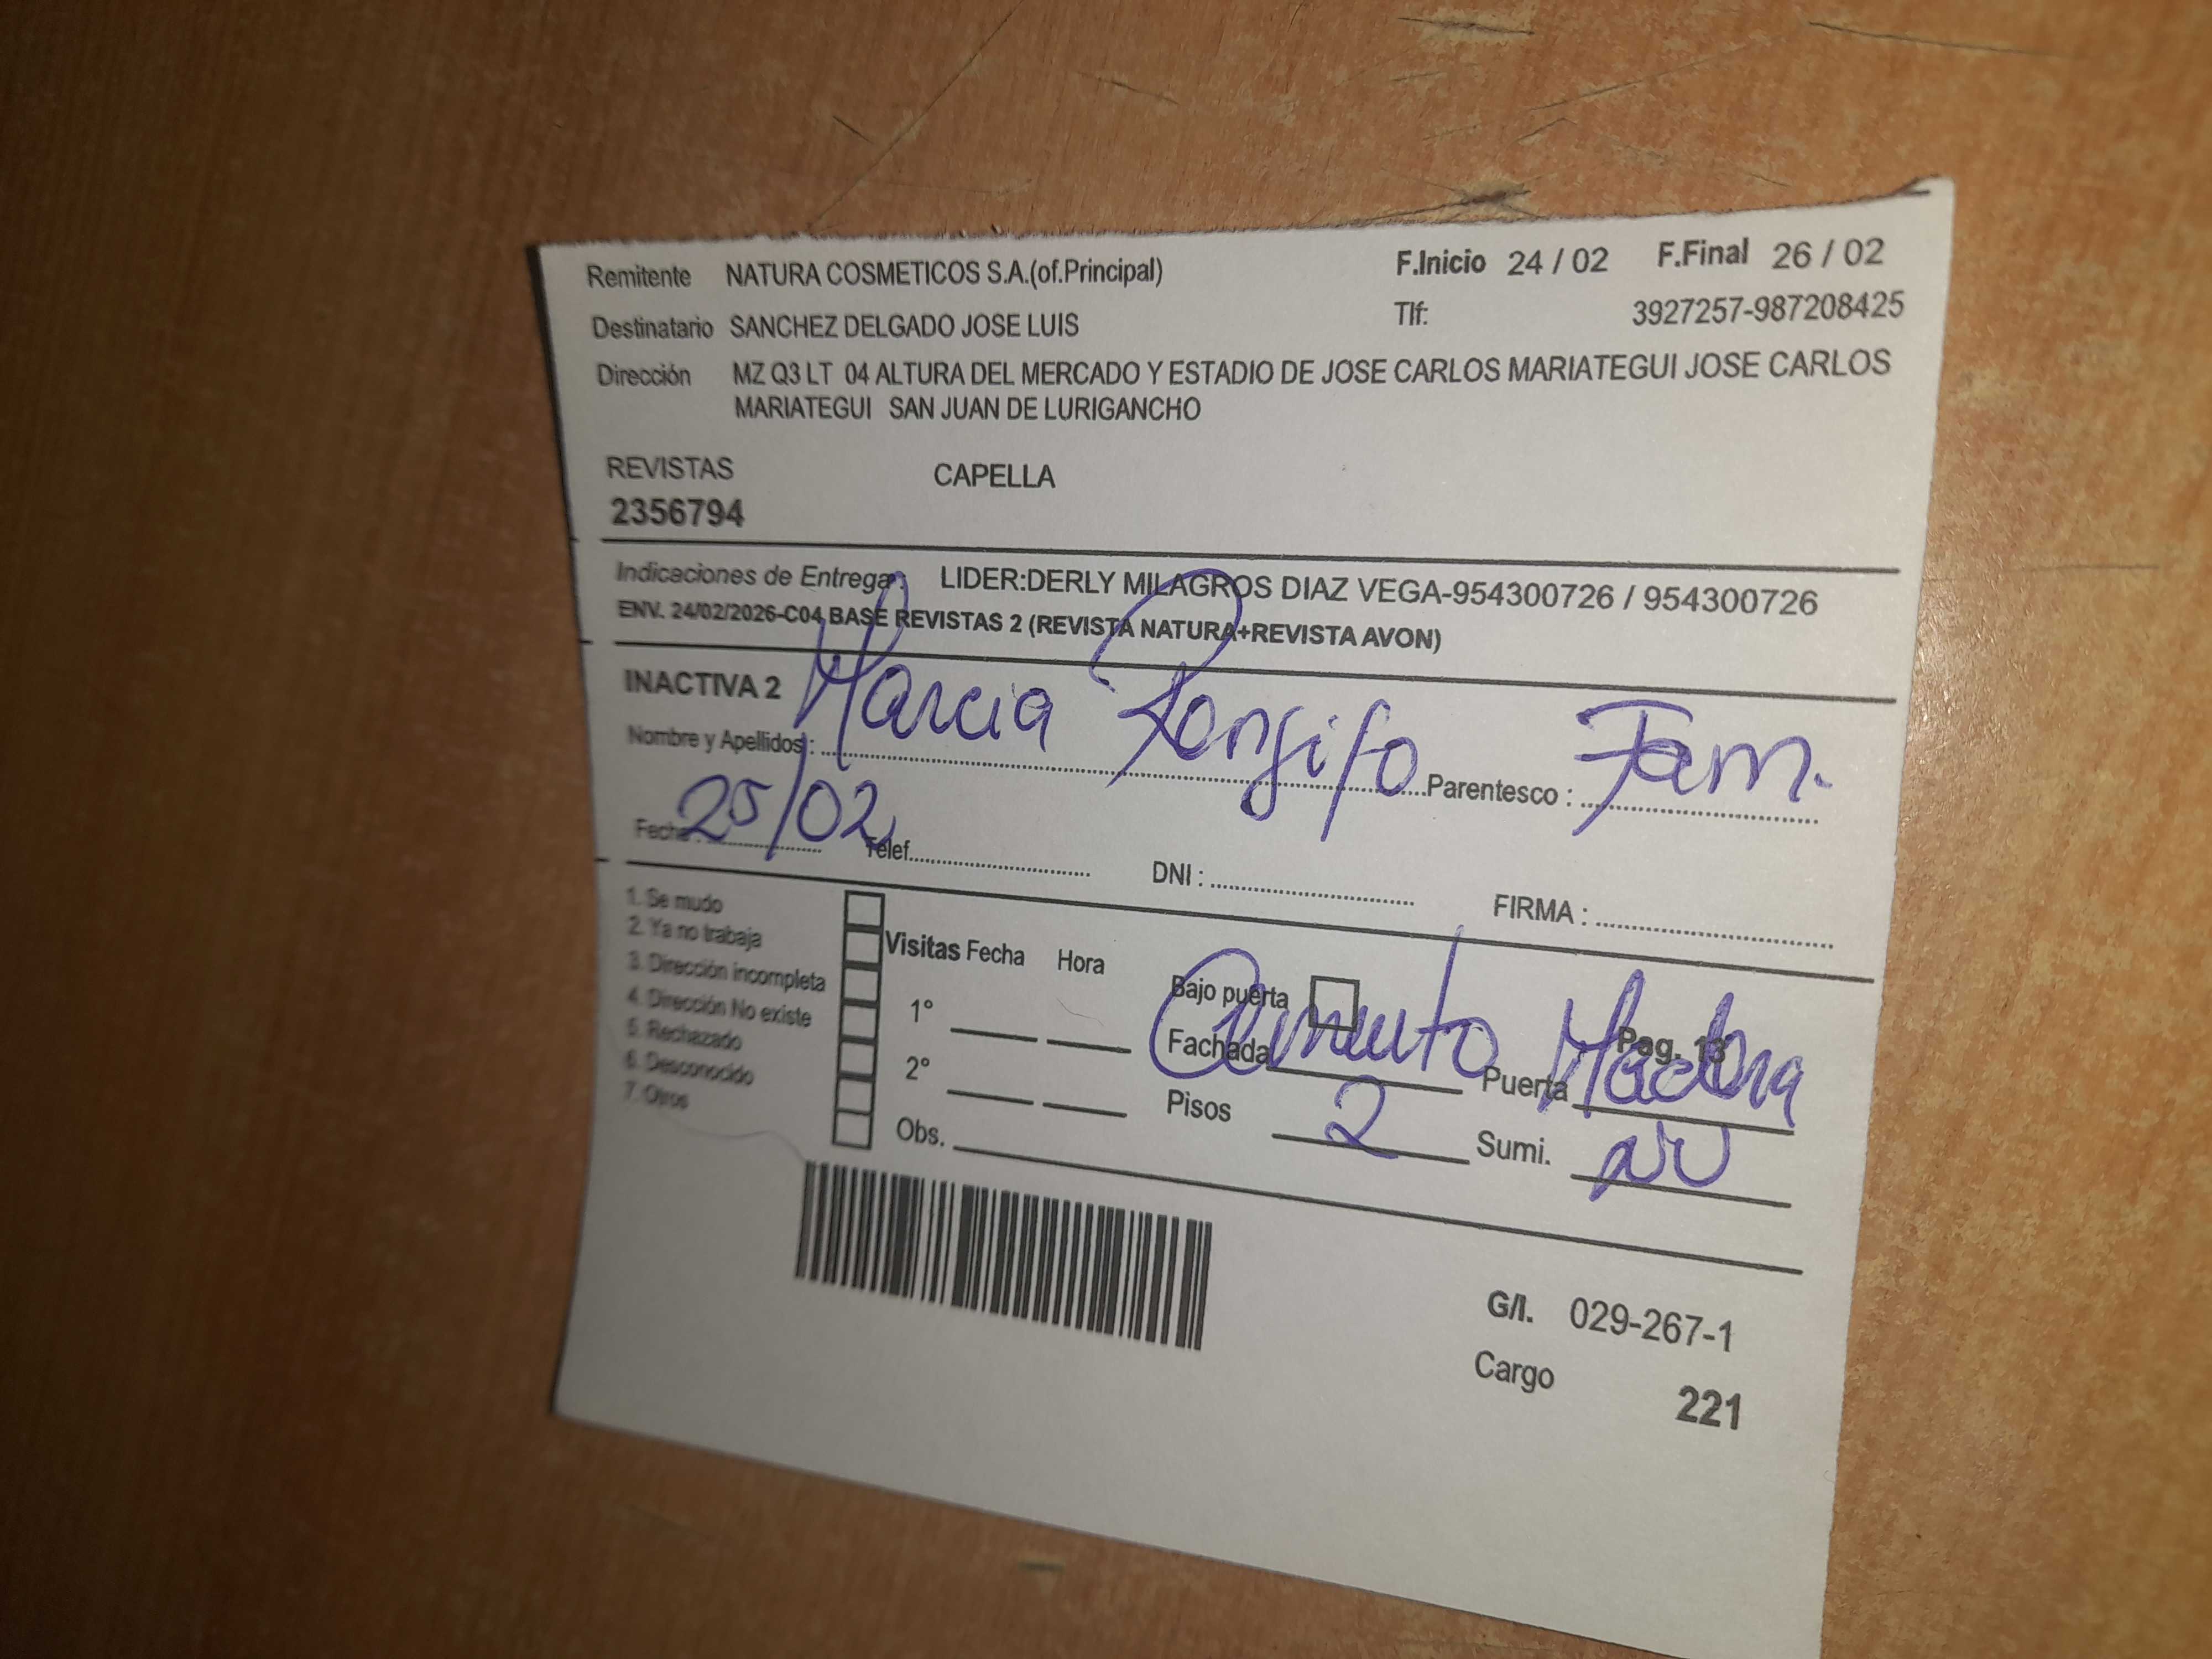 Remitente NATURA COSMETICOS S.A.(of.Principal) F.Inicio 24 / 02 F.Final 26 / 02
Destinatario SANCHEZ DELGADO JOSE LUIS Tlf: 3927257-987208425
Dirección MZ Q3 LT 04 ALTURA DEL MERCADO Y ESTADIO DE JOSE CARLOS MARIATEGUI JOSE CARLOS
MARIATEGUI SAN JUAN DE LURIGANCHO
REVISTAS CAPELLA
2356794
Indicaciones de Entrega: LIDER:DERLY MILAGROS DIAZ VEGA-954300726 / 954300726
ENV. 24/02/2026-C04 BASE REVISTAS 2 (REVISTA NATURA+REVISTA AVON)
INACTIVA 2
Nombre y Apellidos : Marcia Rengifo Parentesco : Fam.
Fecha : 25/02 Telef. DNI : FIRMA :
1. Se mudo
2. Ya no trabaja
3. Dirección incompleta
4. Dirección No existe
5. Rechazado
6. Desconocido
7. Otros
Visitas Fecha Hora
1°
2°
Obs.
Bajo puerta
Pag. 13
Fachada Puerta
Pisos 2 Sumi.
G/I. 029-267-1
Cargo 221